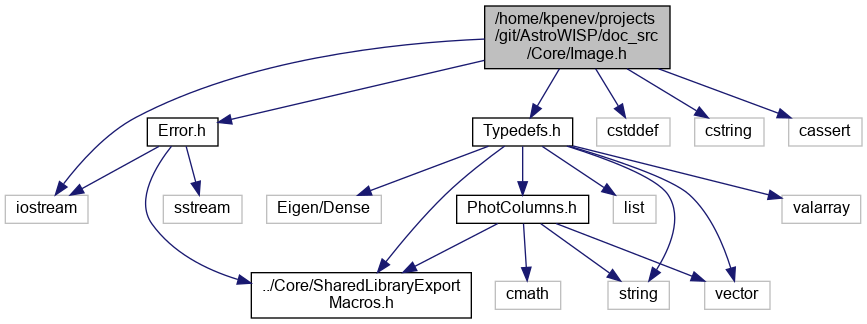 /home/kpenev/projects
/git/AstroWISP/doc_src
/Core/Image.h
Error.h
Typedefs.h
cstddef
cstring
cassert
iostream
sstream
Eigen/Dense
PhotColumns.h
list
valarray
../Core/SharedLibraryExport
Macros.h
cmath
string
vector